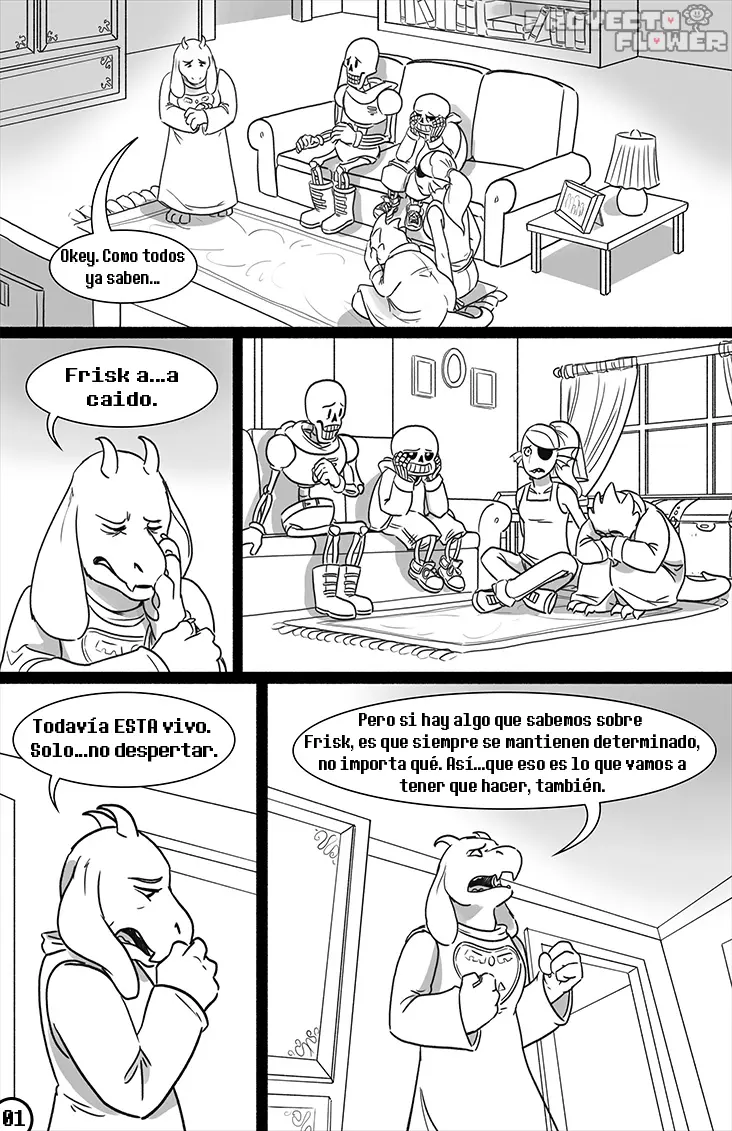 PROYECTO
FLOWER
Okey. Como todos
ya saben...
Frisk a...a
caido.
Todavía ESTA vivo.
Solo...no despertar.
Pero si hay algo que sabemos sobre
Frisk, es que siempre se mantienen determinado,
no importa qué. Así...que eso es lo que vamos a
tener que hacer, también.
01